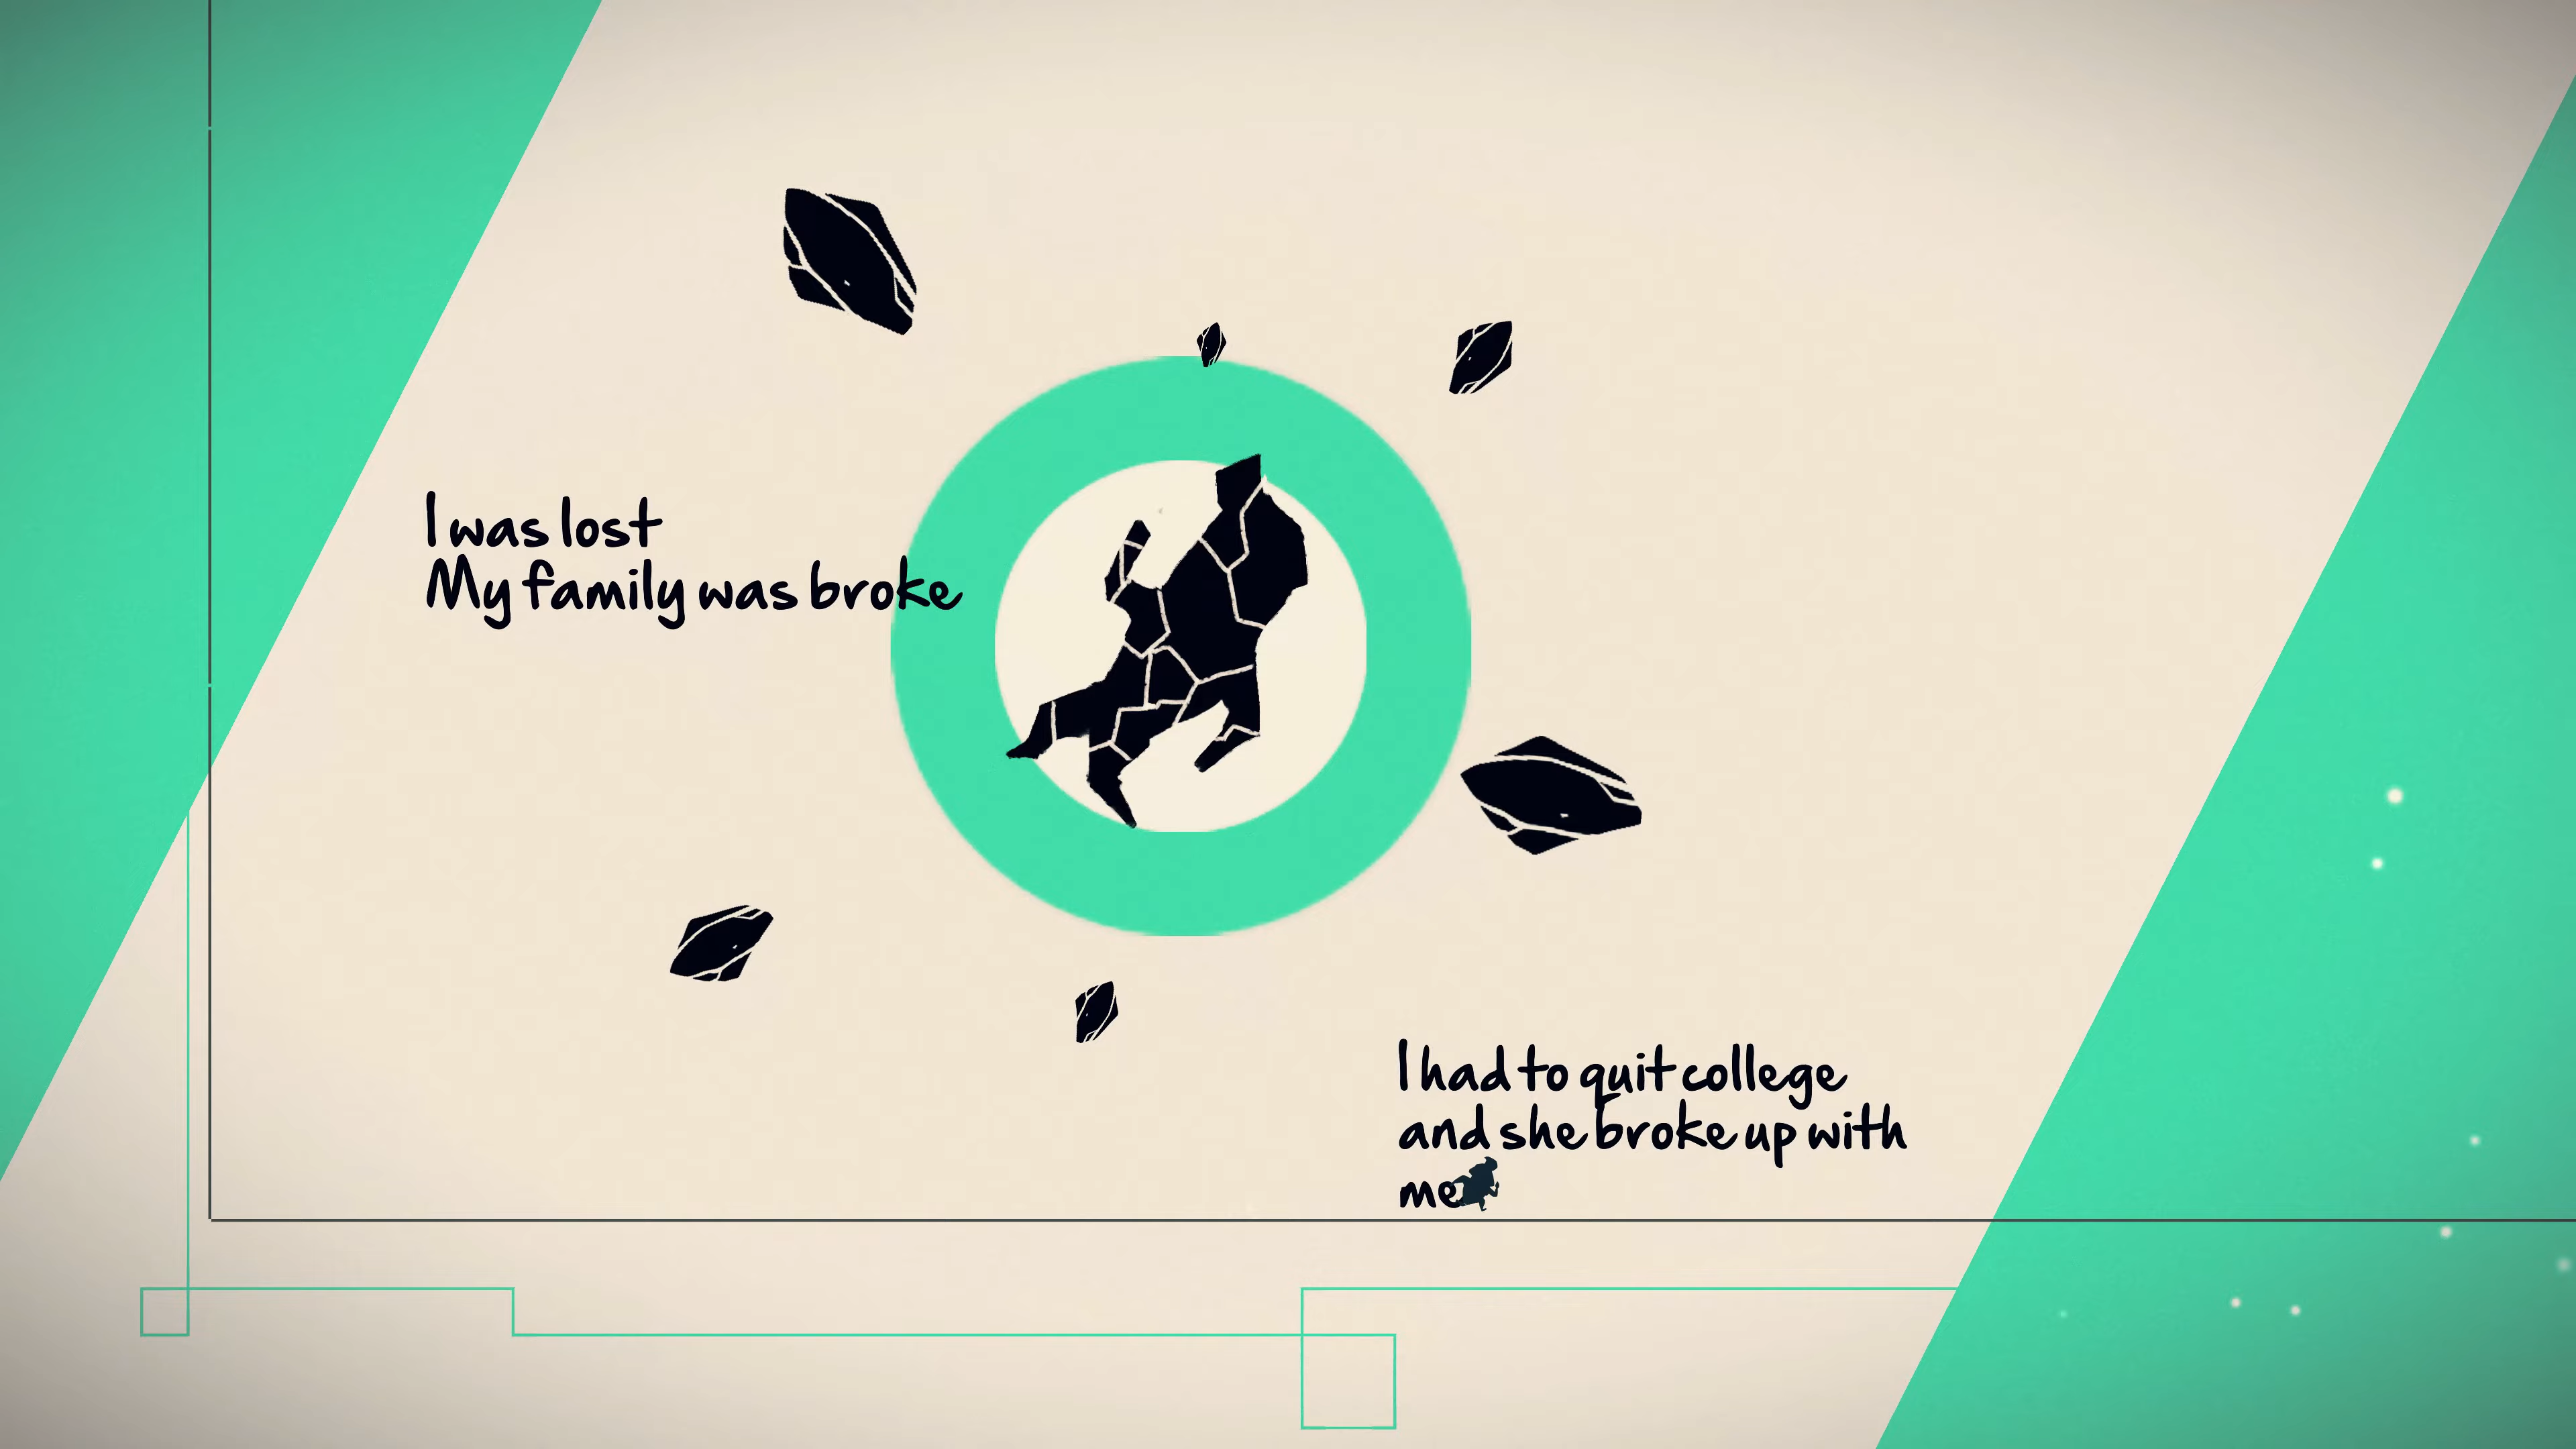 I was lost
My family was broke
I had to quit college
and she broke up with
me